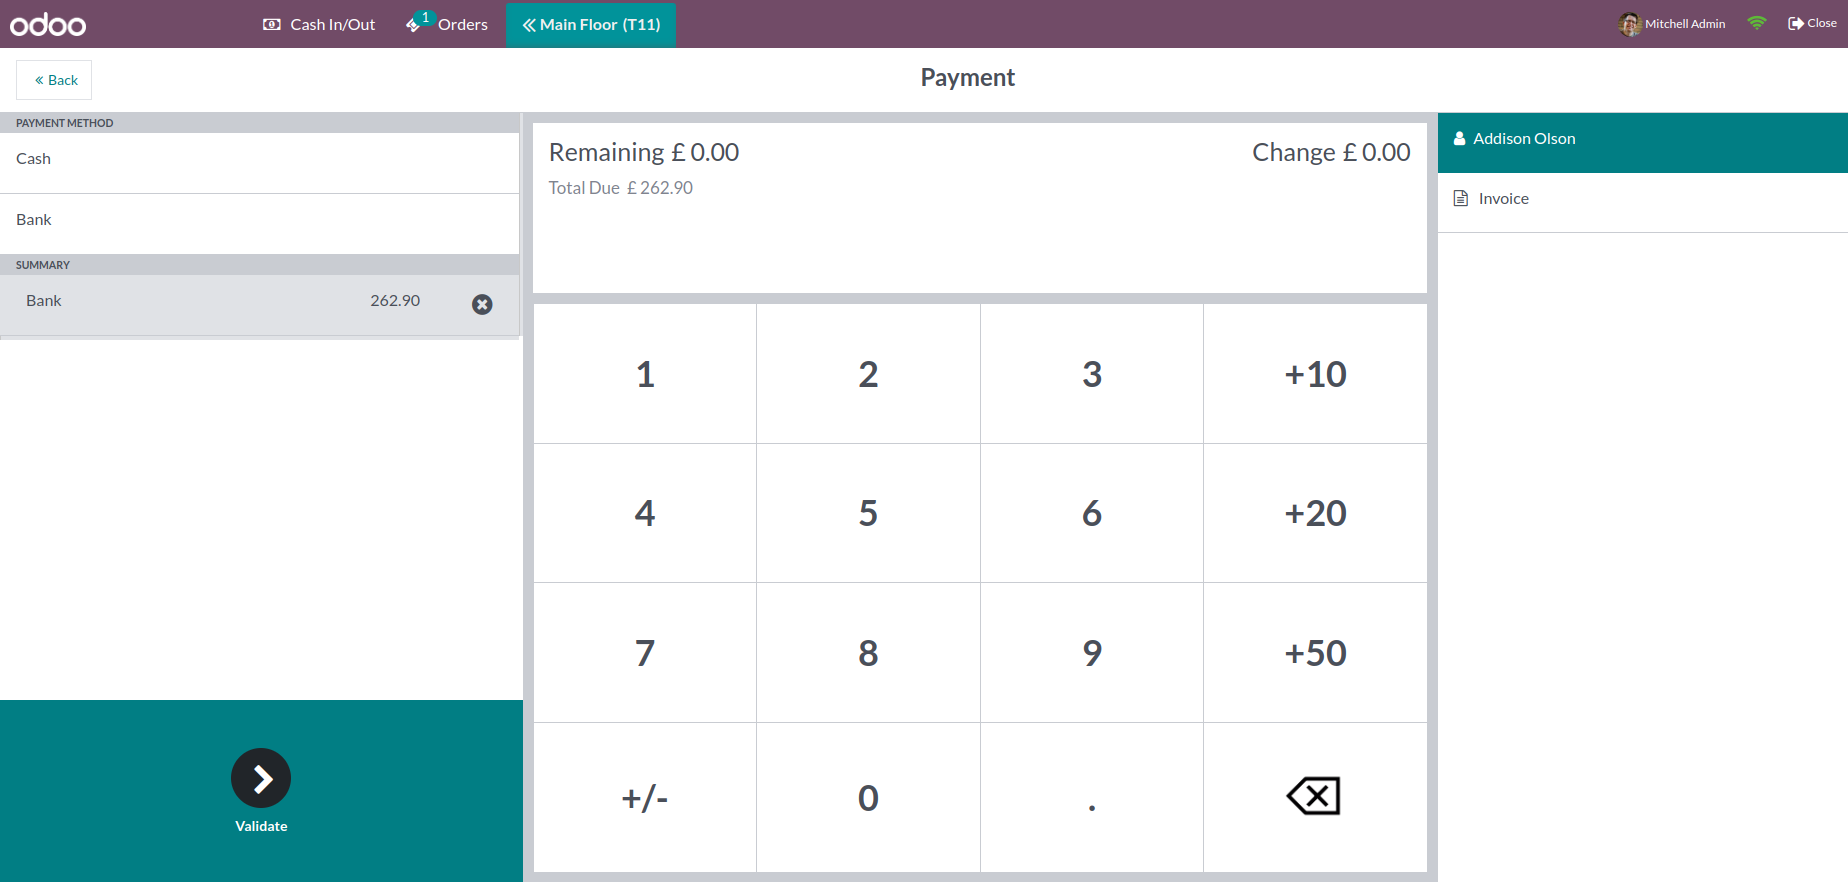 odoo Cash In/Out 1 Orders Main Floor (T11) Mitchell Admin Close
Back Payment
PAYMENT METHOD
Cash
Bank
SUMMARY
Bank 262.90
Validate
Remaining £ 0.00 Change £ 0.00
Total Due £ 262.90
1 2 3 +10
4 5 6 +20
7 8 9 +50
+/- 0 .
Addison Olson
Invoice